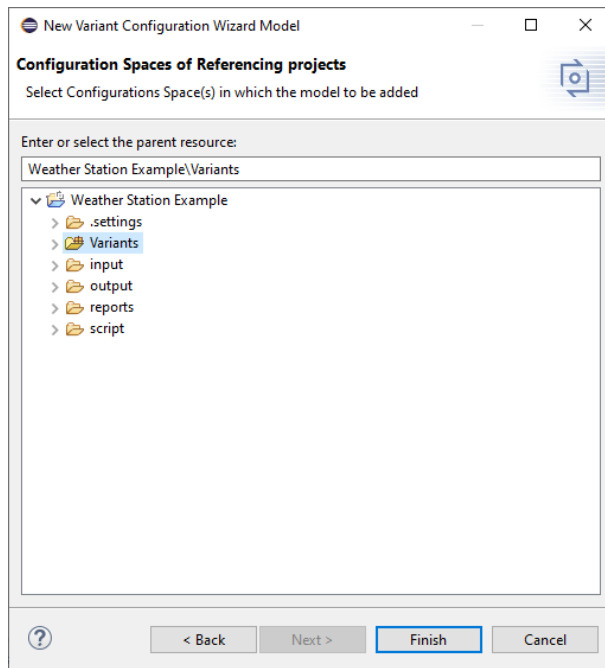 New Variant Configuration Wizard Model
Configuration Spaces of Referencing projects
Select Configurations Space(s) in which the model to be added
Enter or select the parent resource:
Weather Station Example\Variants
Weather Station Example
.settings
Variants
input
output
reports
script
? < Back Next > Finish Cancel